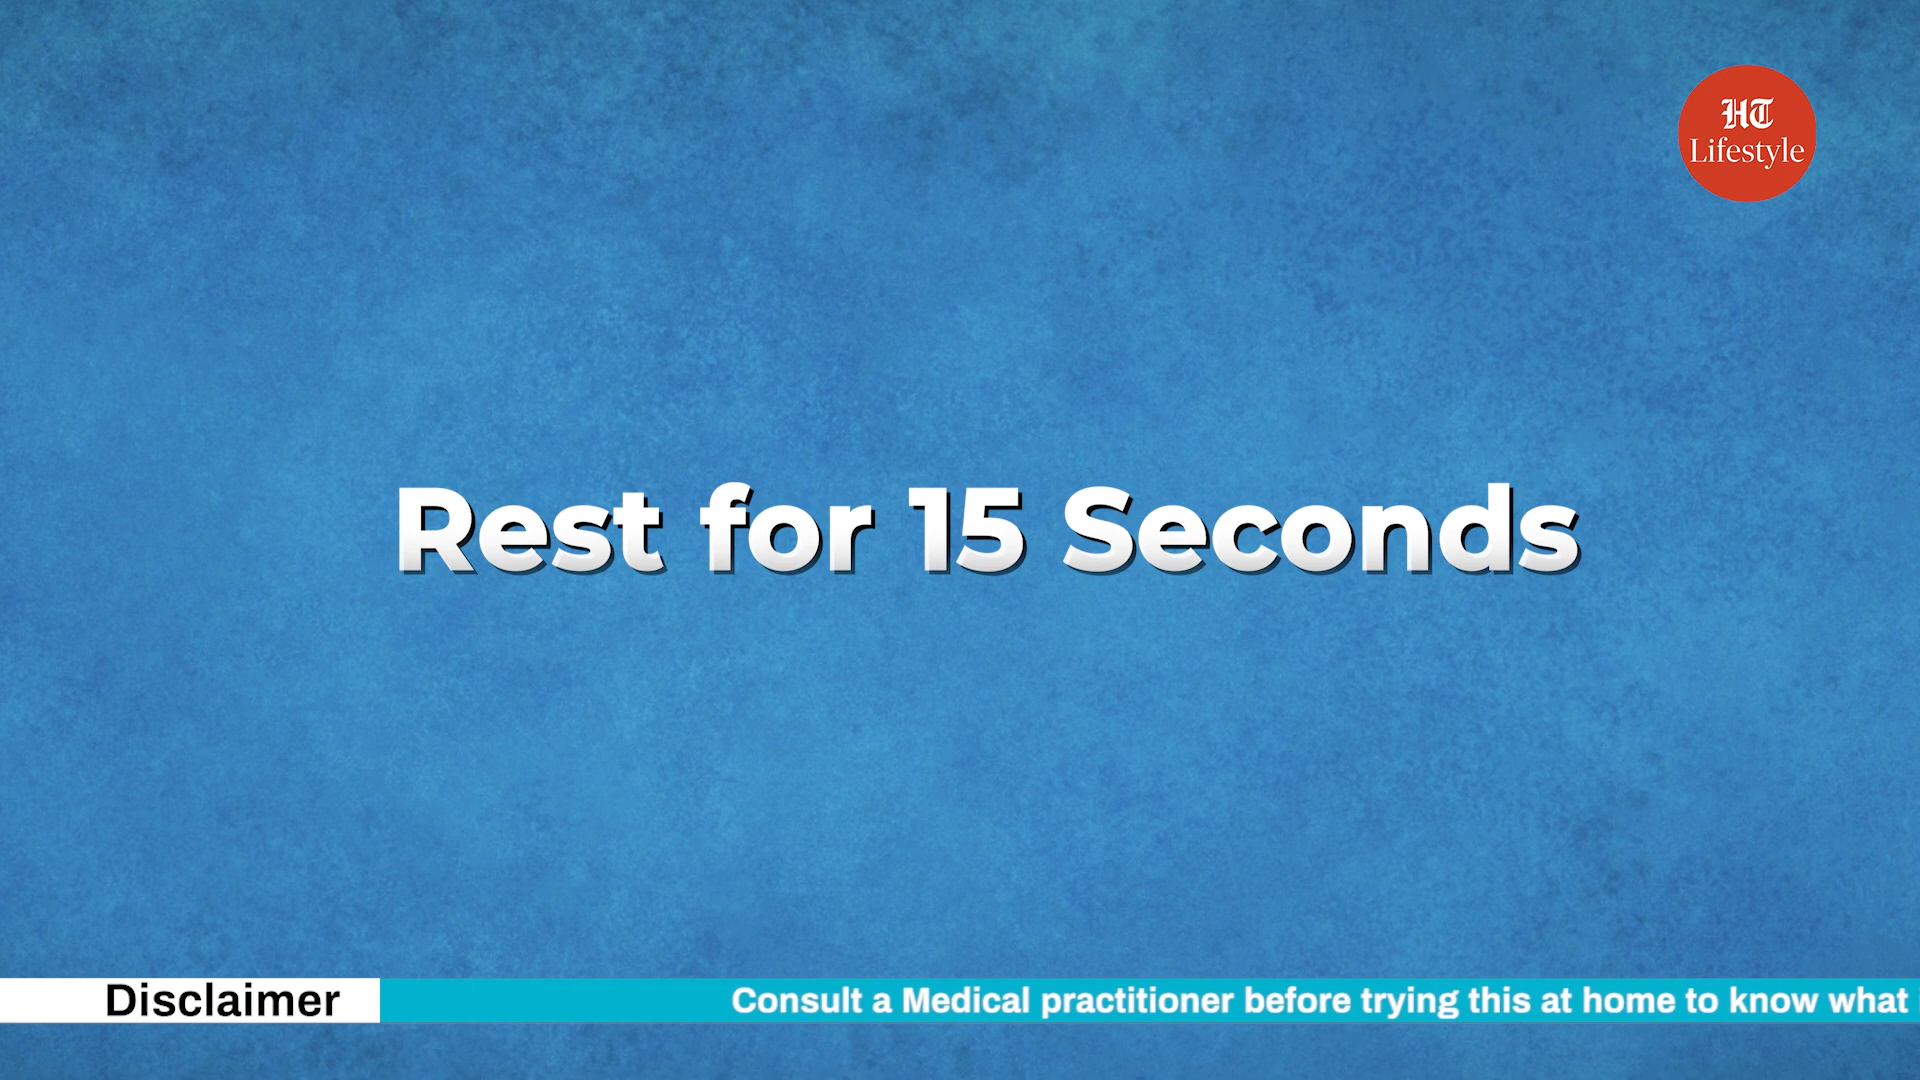 HT
Lifestyle
Rest for 15 Seconds
Disclaimer
Consult a Medical practitioner before trying this at home to know what